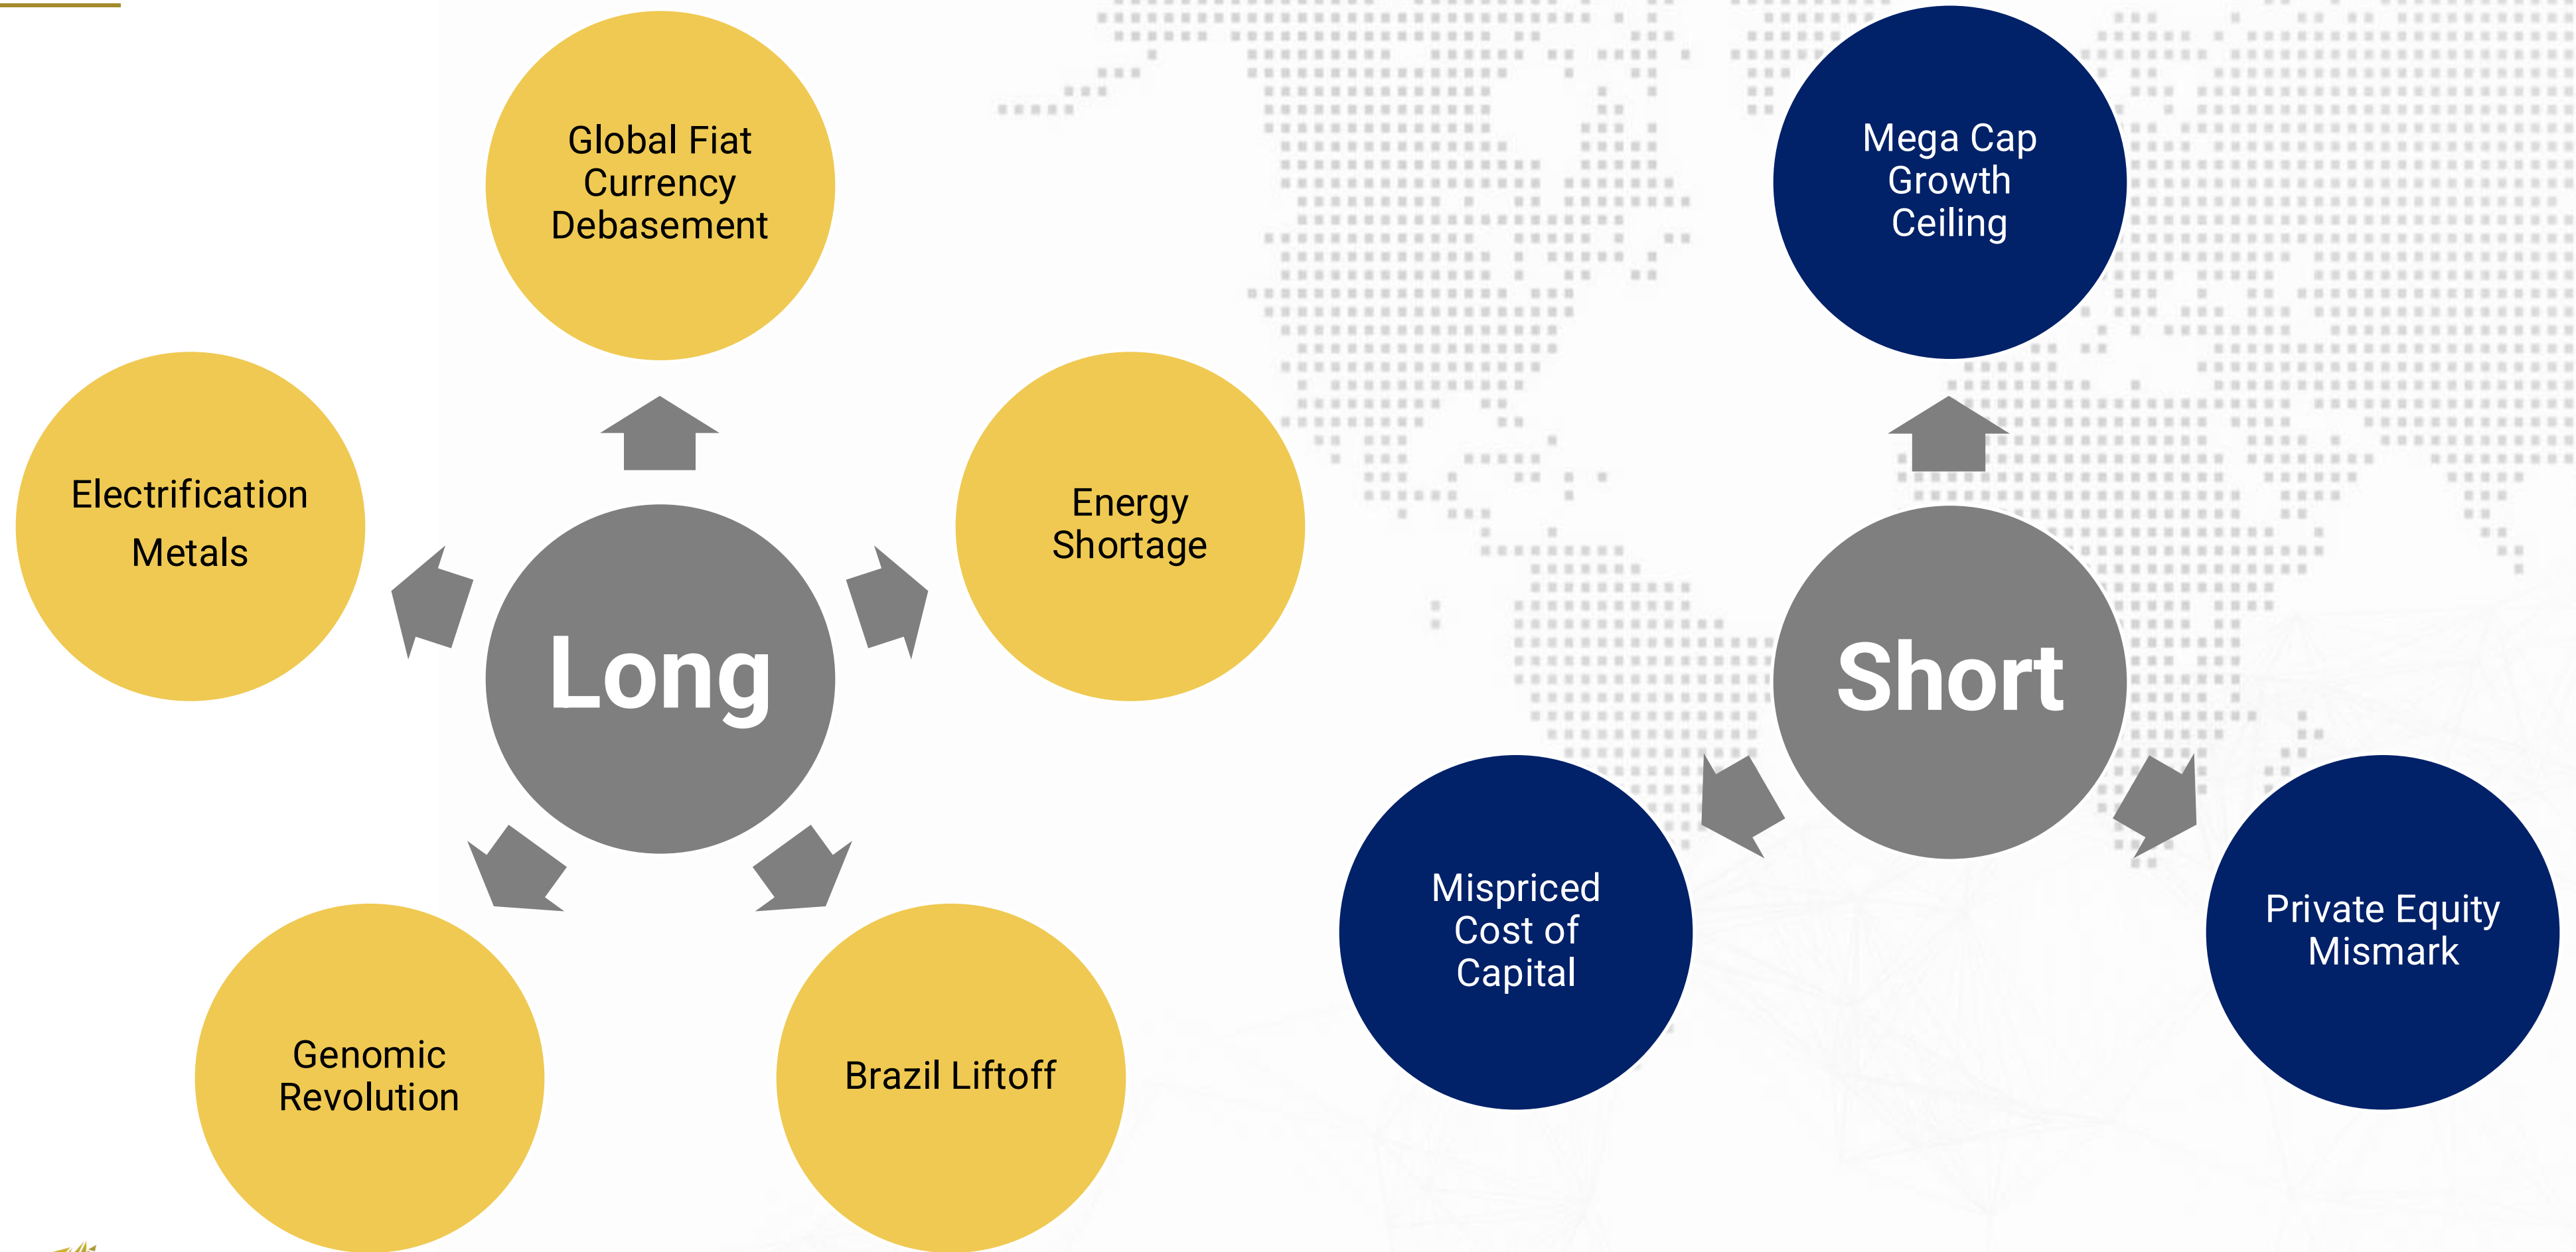 Global Fiat
Currency
Debasement
Electrification
Metals
Energy
Shortage
Long
Genomic
Revolution
Brazil Liftoff
Mega Cap
Growth
Ceiling
Short
Mispriced
Cost of
Capital
Private Equity
Mismark